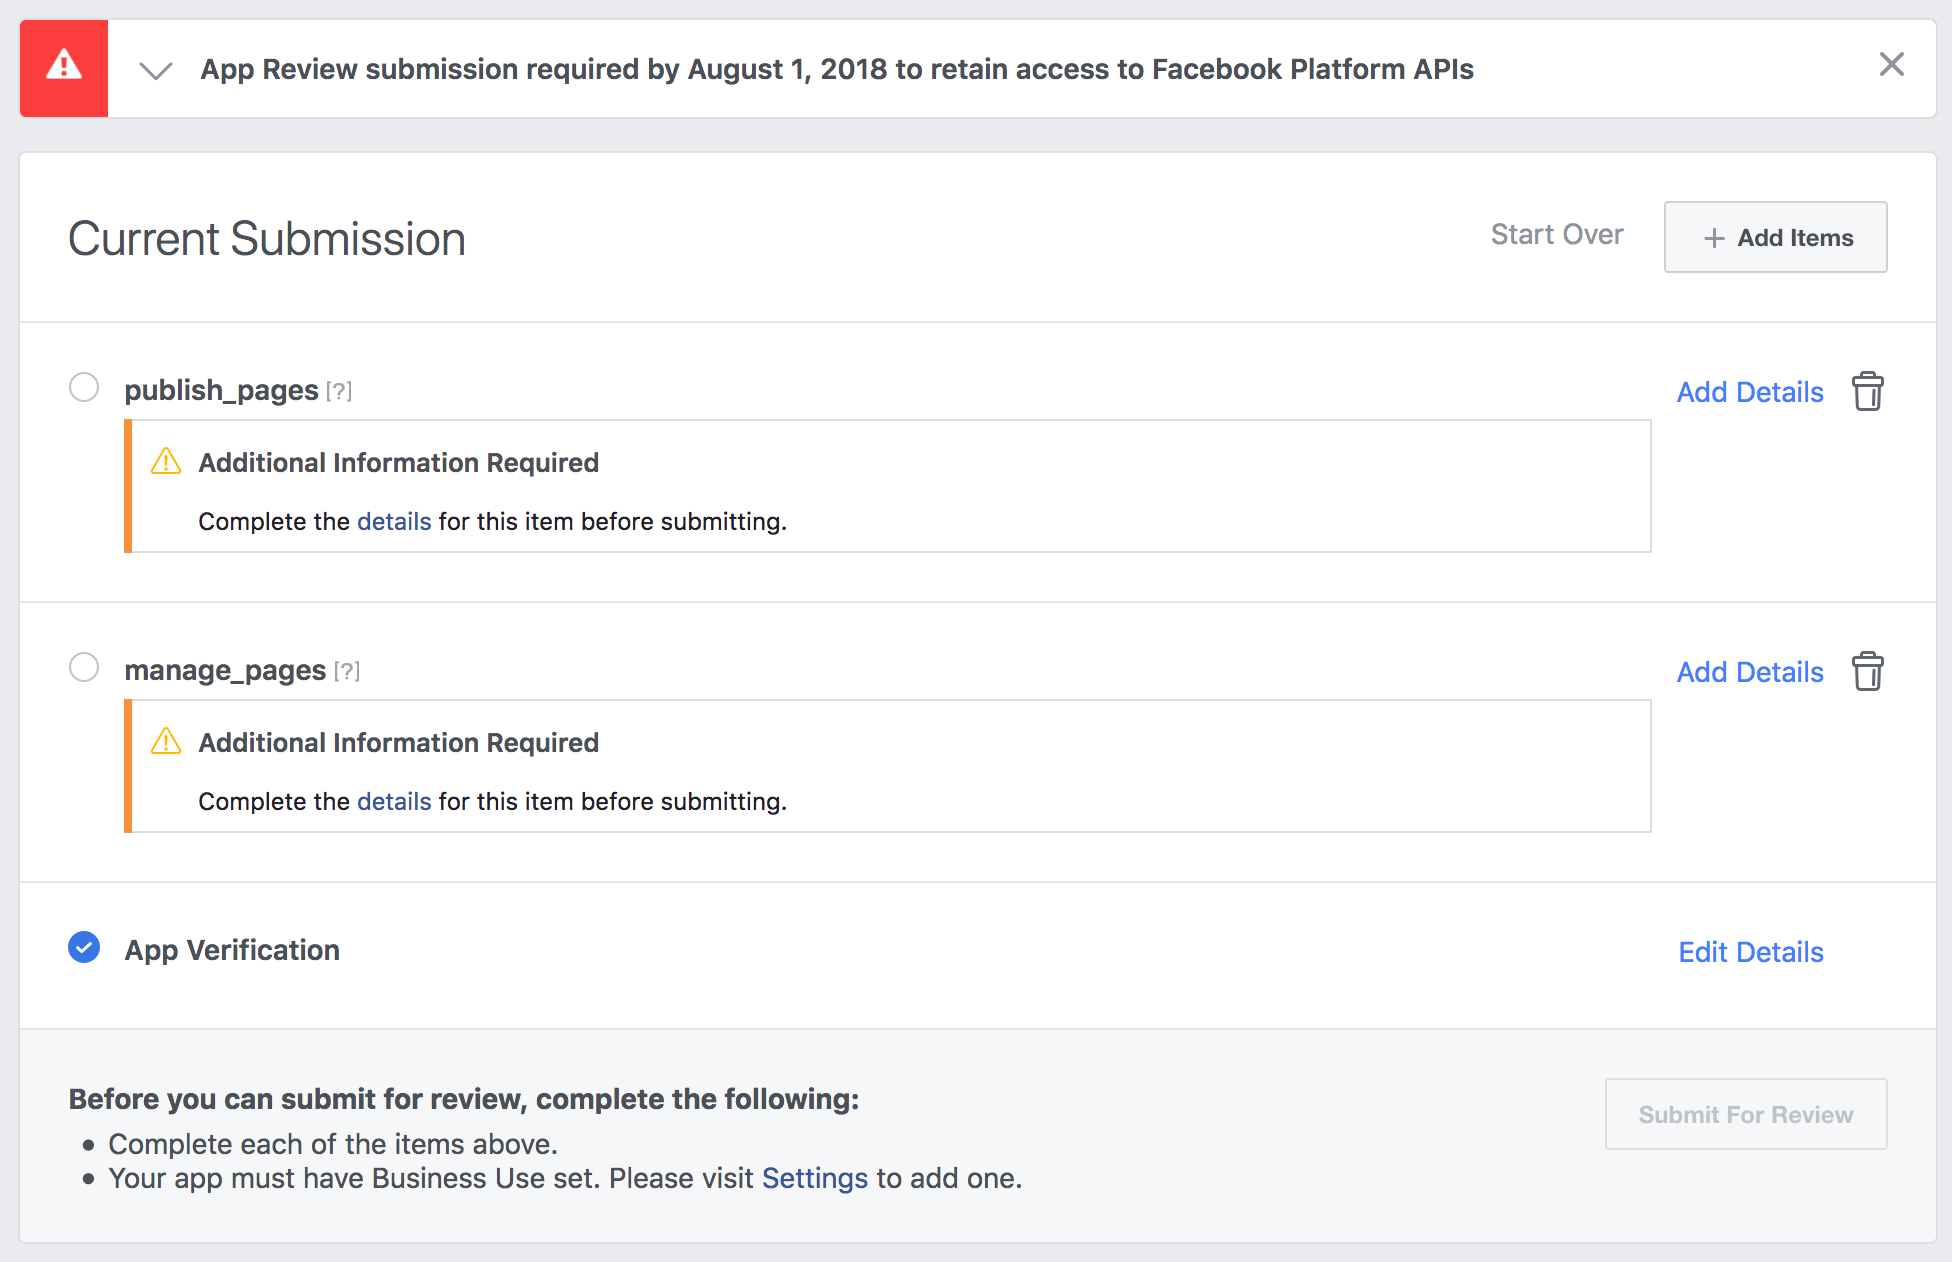 App Review submission required by August 1, 2018 to retain access to Facebook Platform APIs
Current Submission
Start Over
+ Add Items
publish_pages [?]
Add Details
Additional Information Required
Complete the details for this item before submitting.
manage_pages [?]
Add Details
Additional Information Required
Complete the details for this item before submitting.
App Verification
Edit Details
Before you can submit for review, complete the following:
• Complete each of the items above.
• Your app must have Business Use set. Please visit Settings to add one.
Submit For Review